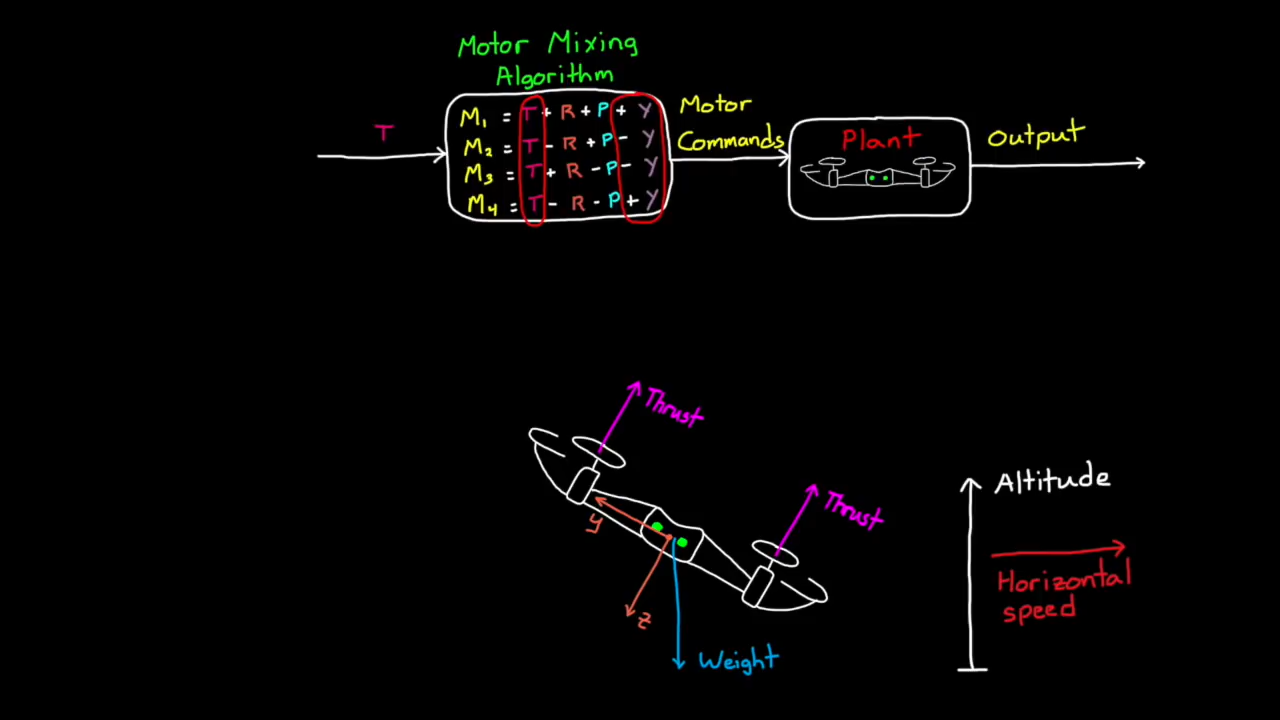 Motor Mixing
Algorithm
T
M₁ = T + R + P + Y
M₂ = T - R + P - Y
M₃ = T + R - P - Y
M₄ = T - R - P + Y
Motor
Commands
Plant
Output
Thrust
Thrust
y
z
Weight
Altitude
Horizontal
speed